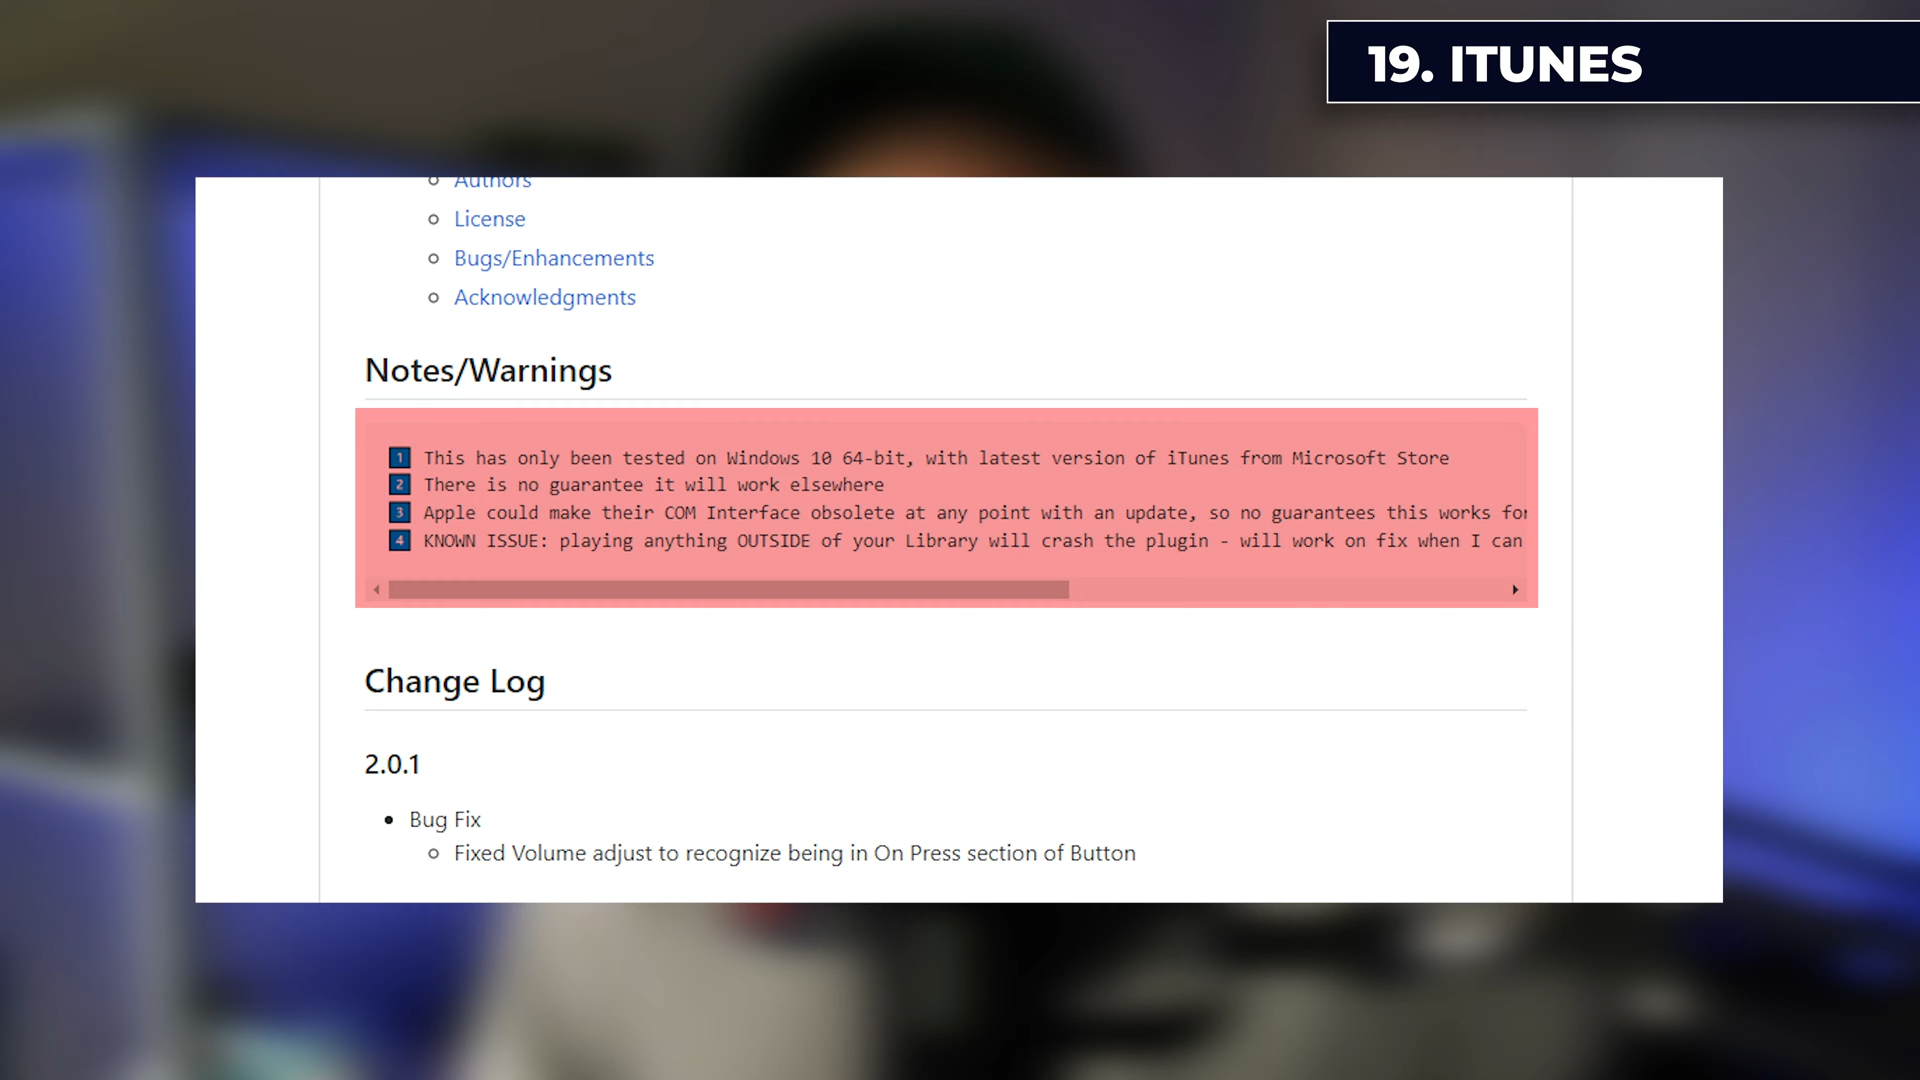 19. ITUNES
Authors
License
Bugs/Enhancements
Acknowledgments
Notes/Warnings
1 This has only been tested on Windows 10 64-bit, with latest version of iTunes from Microsoft Store
2 There is no guarantee it will work elsewhere
3 Apple could make their COM Interface obsolete at any point with an update, so no guarantees this works for
4 KNOWN ISSUE: playing anything OUTSIDE of your Library will crash the plugin - will work on fix when I can
Change Log
2.0.1
Bug Fix
Fixed Volume adjust to recognize being in On Press section of Button